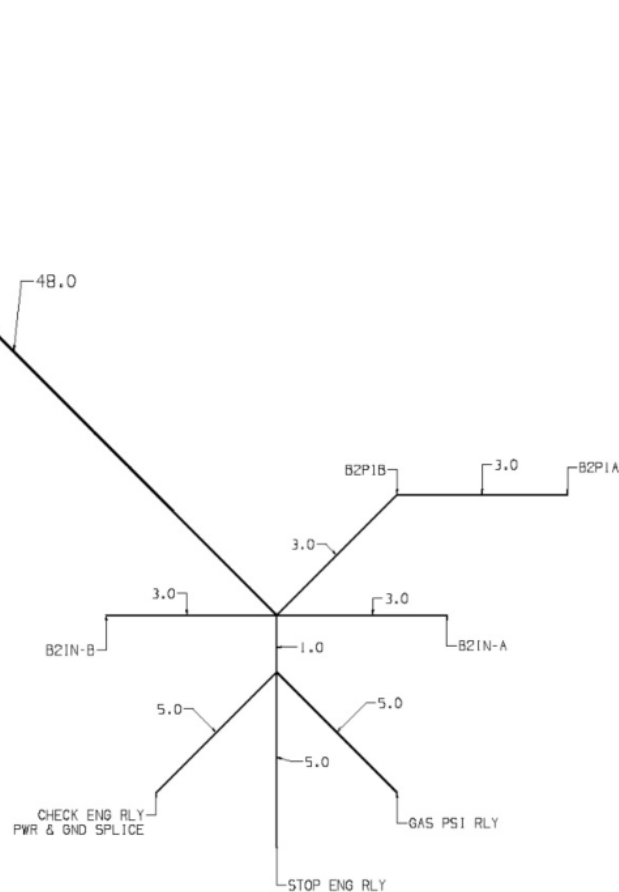 48.0
B2P1B
3.0
B2P1A
3.0
3.0
3.0
B2IN-B
1.0
B2IN-A
5.0
5.0
5.0
CHECK ENG RLY
PWR & GND SPLICE
GAS PSI RLY
STOP ENG RLY